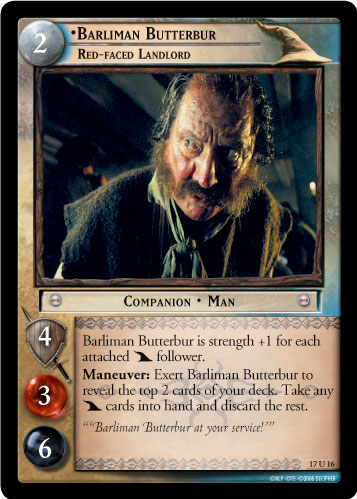 2
•Barliman Butterbur
Red-faced Landlord
Companion • Man
4
Barliman Butterbur is strength +1 for each
attached follower.
3
Maneuver: Exert Barliman Butterbur to
reveal the top 2 cards of your deck. Take any
cards into hand and discard the rest.
6
“‘Barliman Butterbur at your service!’”
17 U 16